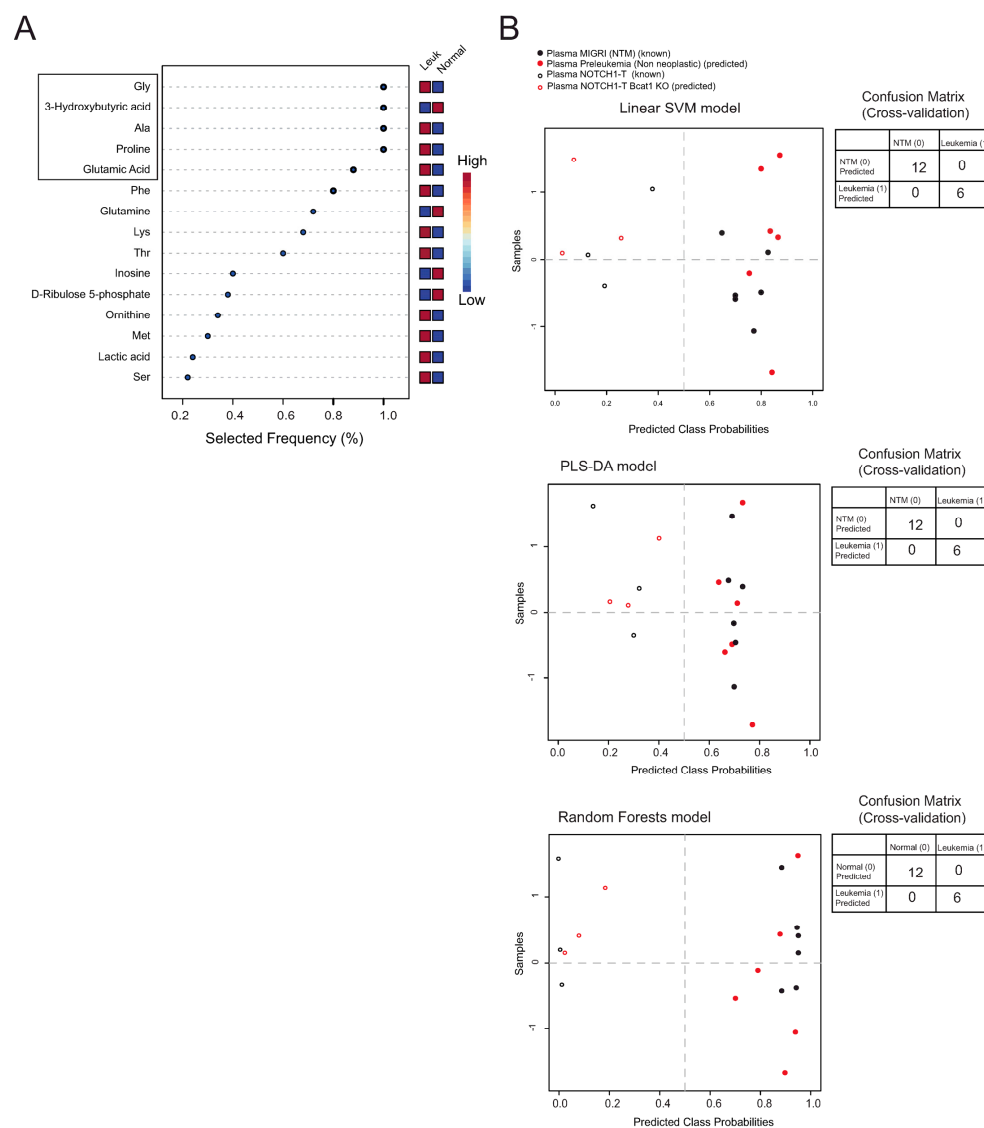 A
Leuk
Normal
Gly
3-Hydroxybutyric acid
Ala
Proline
Glutamic Acid
Phe
Glutamine
Lys
Thr
Inosine
D-Ribulose 5-phosphate
Ornithine
Met
Lactic acid
Ser
High
Low
0.2 0.4 0.6 0.8 1.0
Selected Frequency (%)
B
Plasma MIGRI (NTM) (known)
Plasma Preleukemia (Non neoplastic) (predicted)
Plasma NOTCH1-T (known)
Plasma NOTCH1-T Bcat1 KO (predicted)
Linear SVM model
Samples
1
0
-1
0.0 0.2 0.4 0.6 0.8 1.0
Predicted Class Probabilities
Confusion Matrix
(Cross-validation)
NTM (0) Leukemia (1
NTM (0) 12 0
Predicted
Leukemia (1) 0 6
Predicted
PLS-DA model
Samples
1
0
-1
0.0 0.2 0.4 0.6 0.8 1.0
Predicted Class Probabilities
Confusion Matrix
(Cross-validation)
NTM (0) Leukemia (1
NTM (0) 12 0
Predicted
Leukemia (1) 0 6
Predicted
Random Forests model
Samples
1
0
-1
0.0 0.2 0.4 0.6 0.8 1.0
Predicted Class Probabilities
Confusion Matrix
(Cross-validation)
Normal (0) Leukemia (1
Normal (0) 12 0
Predicted
Leukemia (1) 0 6
Predicted